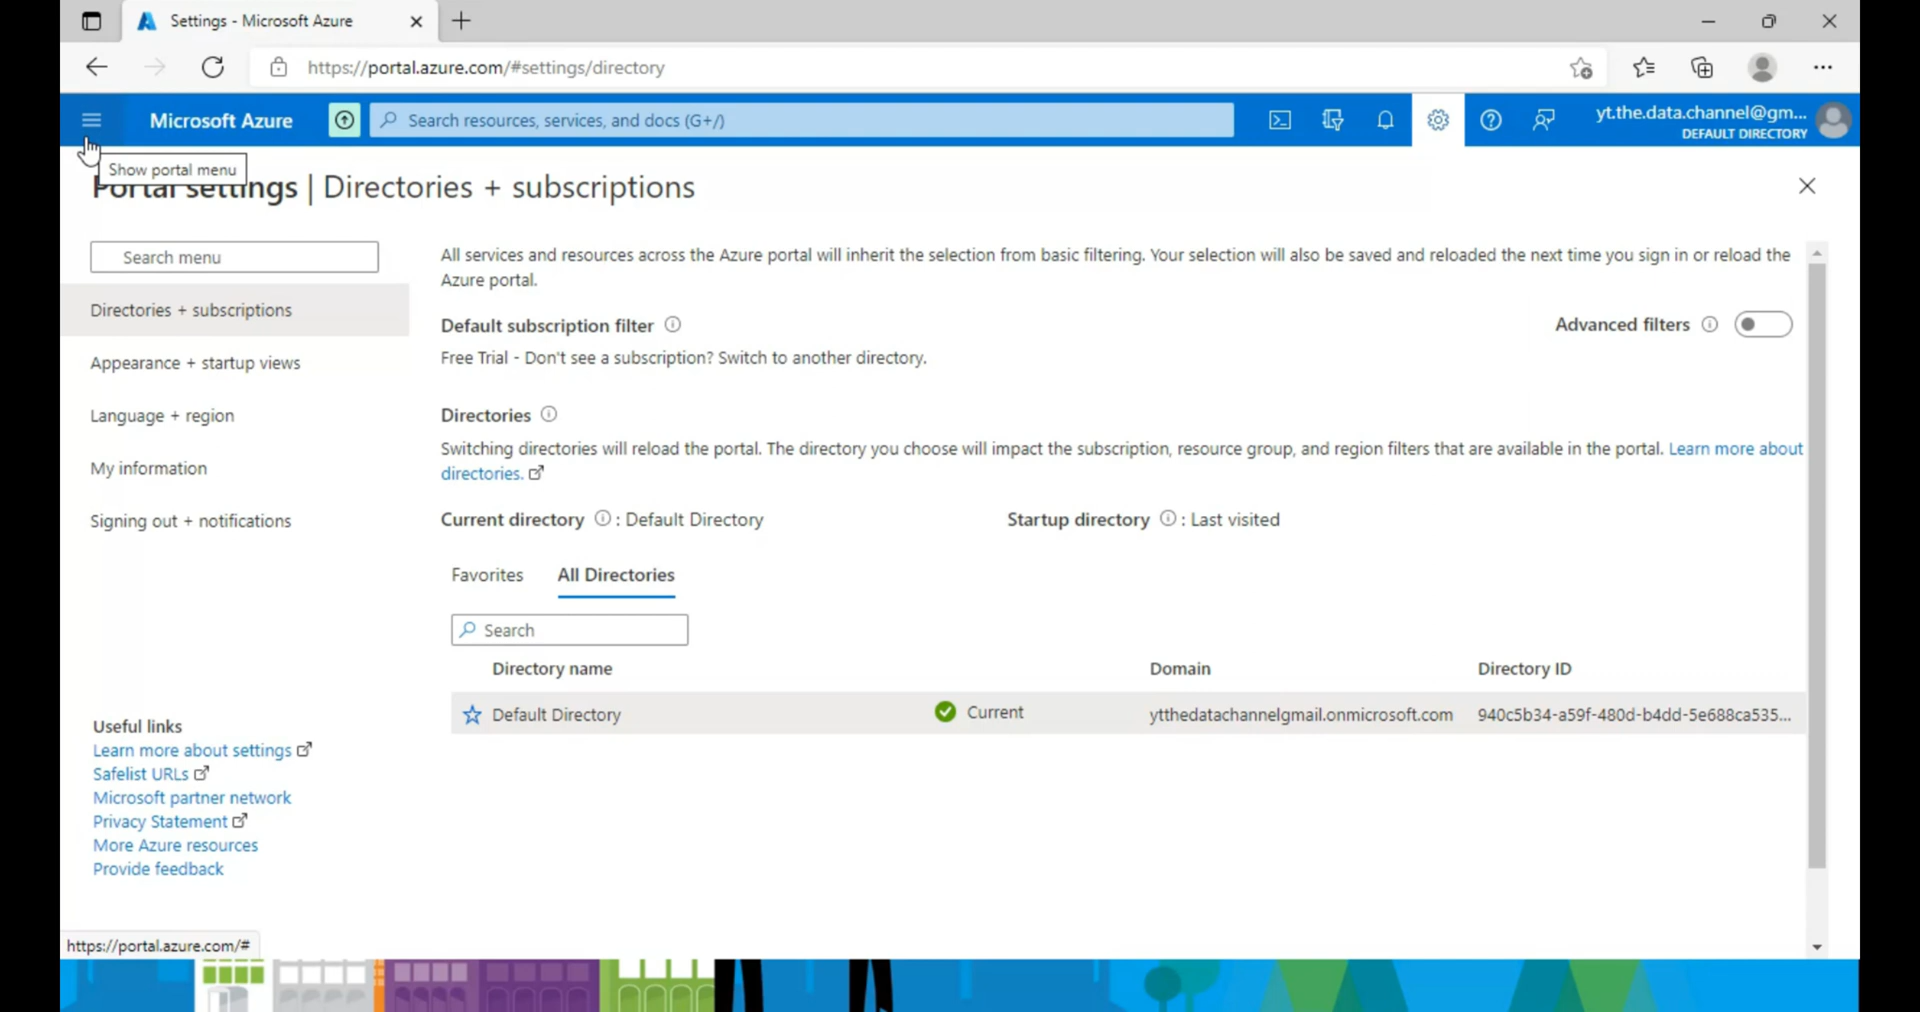 Settings - Microsoft Azure
https://portal.azure.com/#settings/directory
Microsoft Azure
Search resources, services, and docs (G+/)
yt.the.data.channel@gm...
DEFAULT DIRECTORY
Show portal menu
Portal settings | Directories + subscriptions
Search menu
Directories + subscriptions
Appearance + startup views
Language + region
My information
Signing out + notifications
Useful links
Learn more about settings
Safelist URLs
Microsoft partner network
Privacy Statement
More Azure resources
Provide feedback
All services and resources across the Azure portal will inherit the selection from basic filtering. Your selection will also be saved and reloaded the next time you sign in or reload the
Azure portal.
Default subscription filter
Advanced filters
Free Trial - Don't see a subscription? Switch to another directory.
Directories
Switching directories will reload the portal. The directory you choose will impact the subscription, resource group, and region filters that are available in the portal. Learn more about
directories.
Current directory : Default Directory
Startup directory : Last visited
Favorites All Directories
Search
Directory name Domain Directory ID
Default Directory Current ytthedatachannelgmail.onmicrosoft.com 940c5b34-a59f-480d-b4dd-5e688ca535...
https://portal.azure.com/#